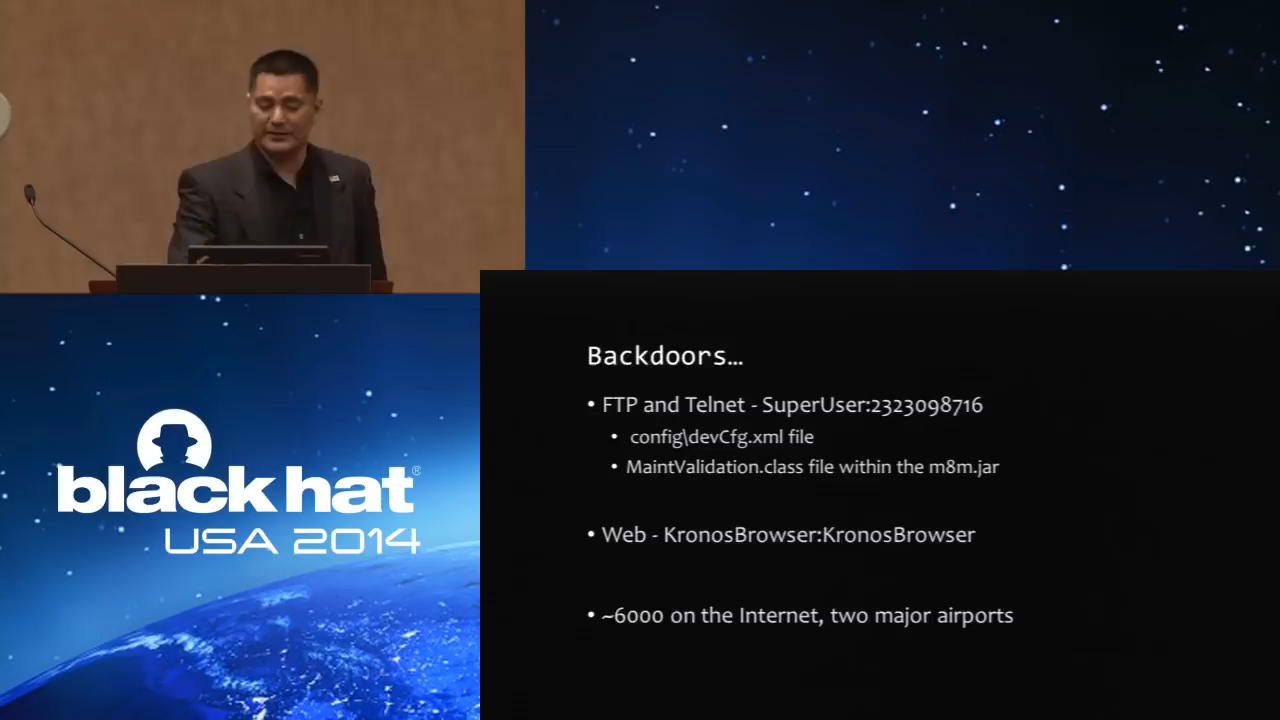 black hat®
USA 2014
Backdoors…
• FTP and Telnet - SuperUser:2323098716
• config\devCfg.xml file
• MaintValidation.class file within the m8m.jar
• Web - KronosBrowser:KronosBrowser
• ~6000 on the Internet, two major airports